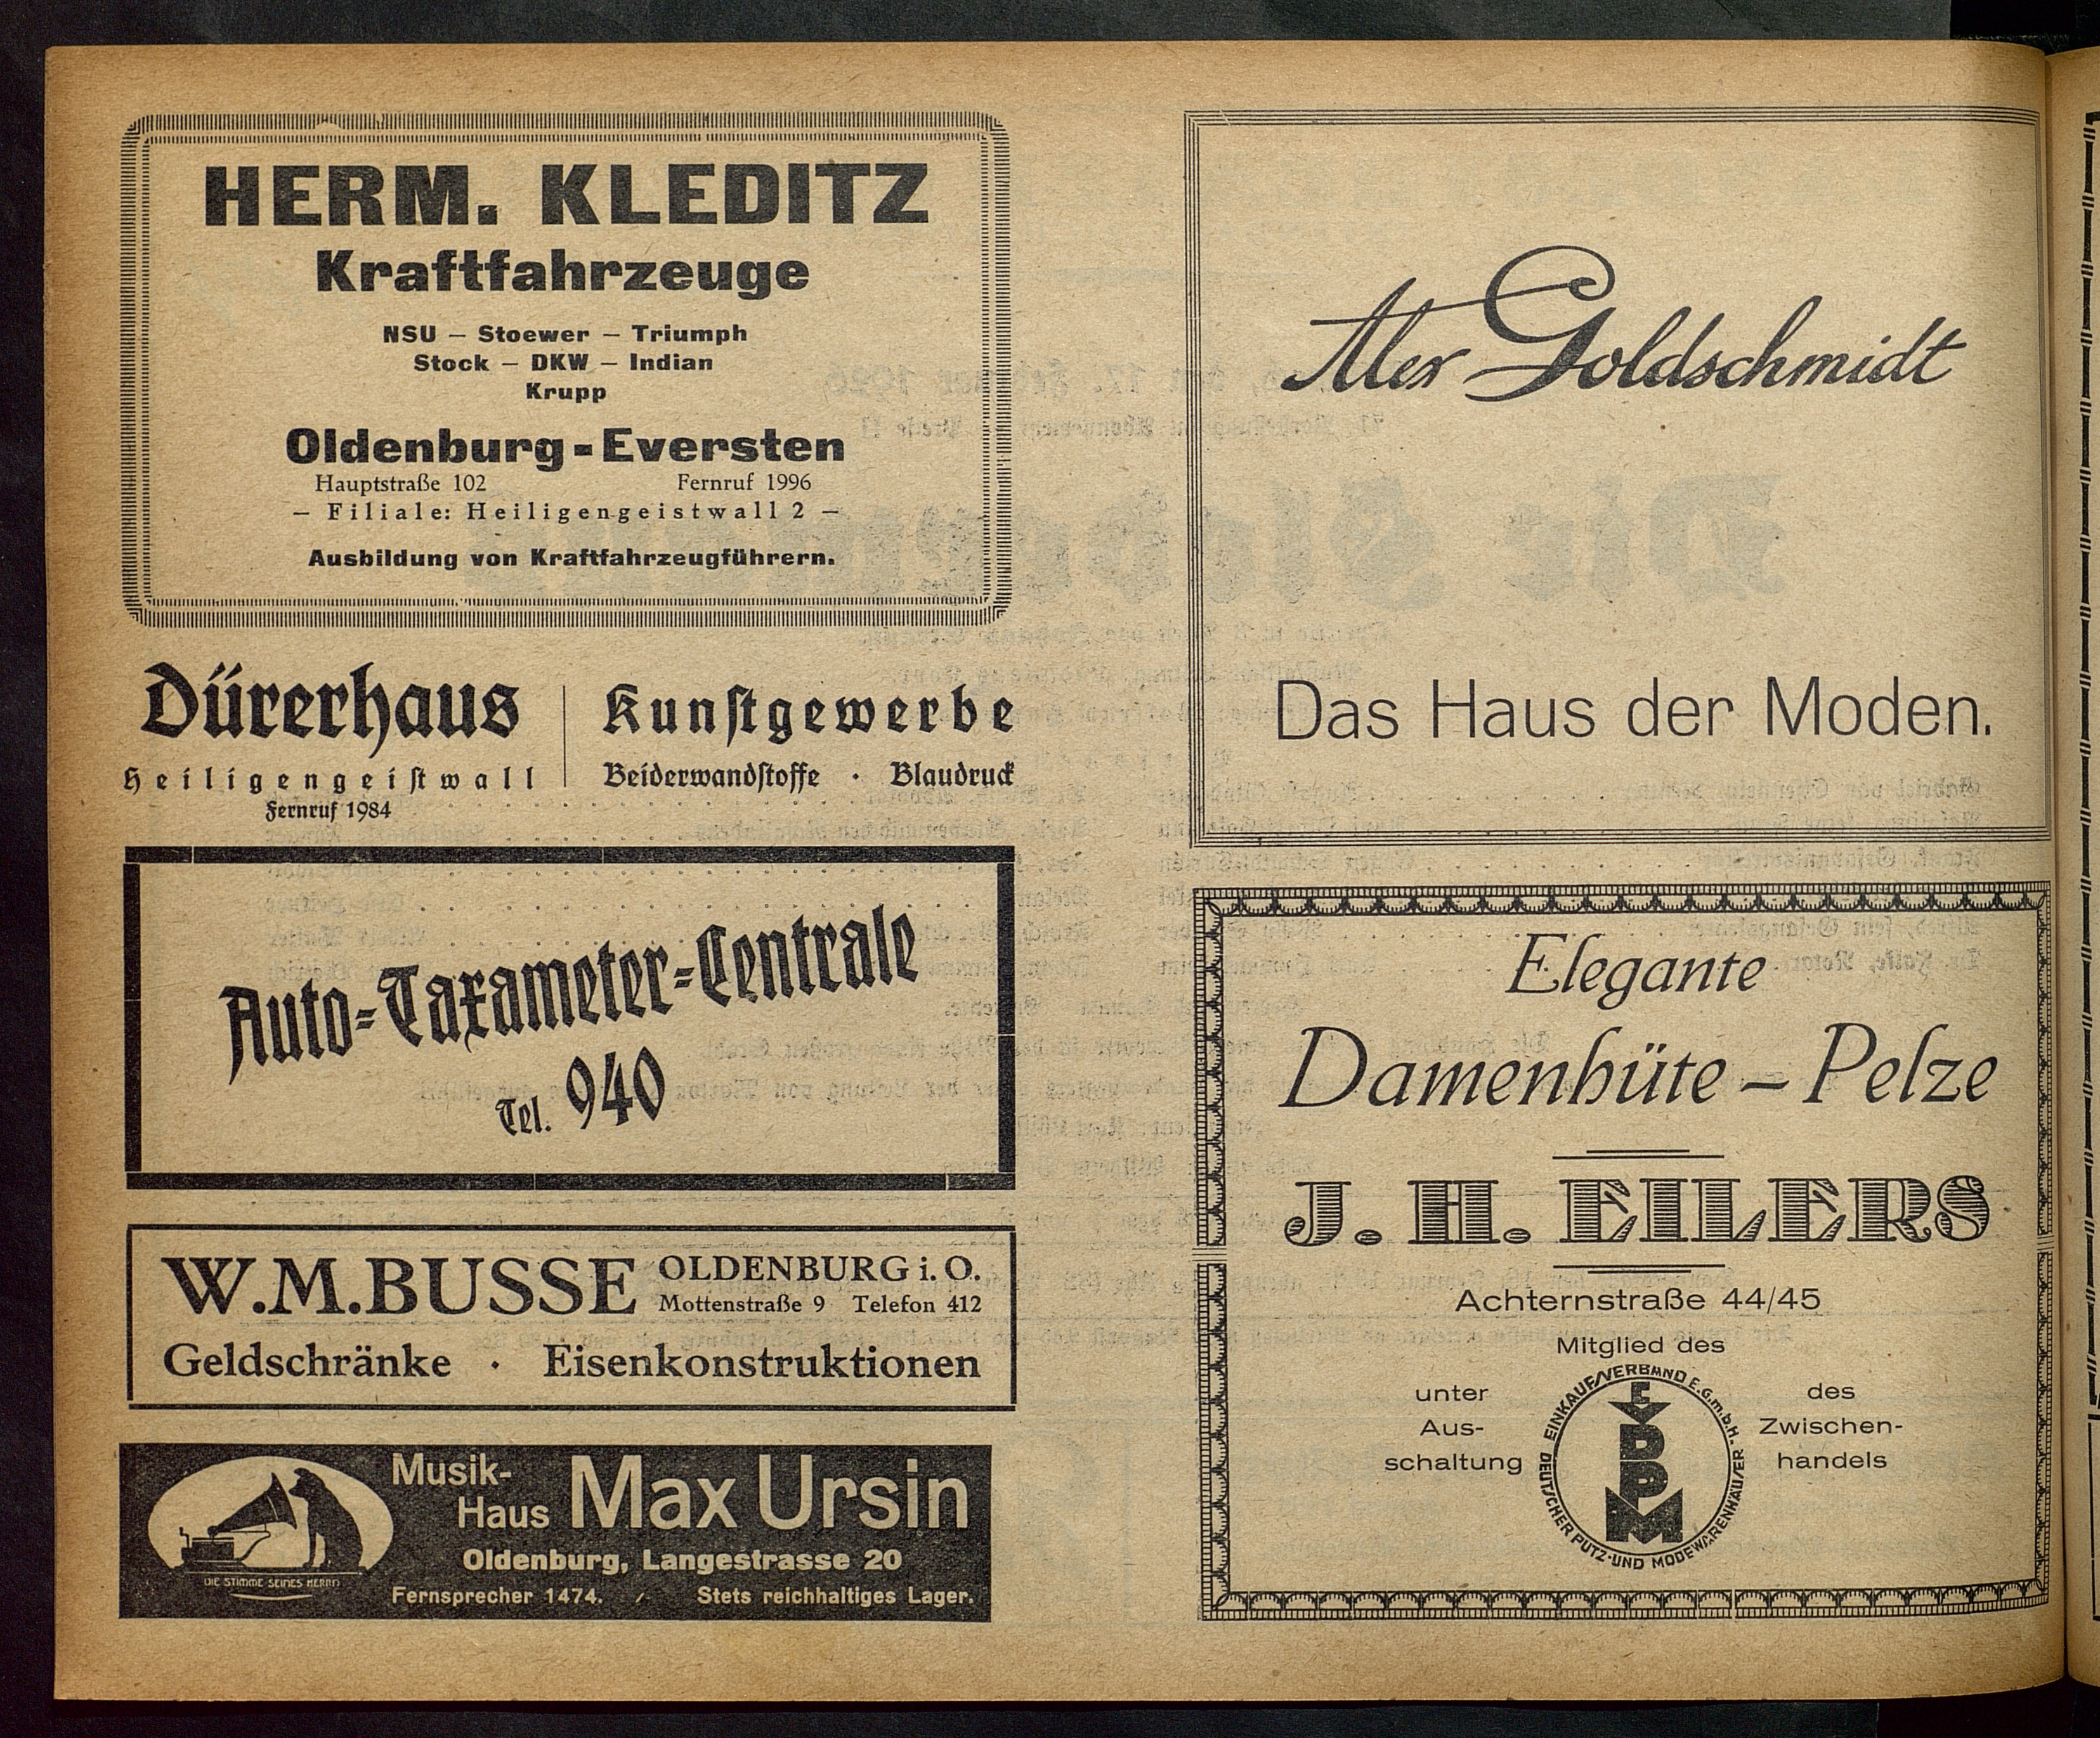 HERM. KLEDITZ
Kraftfahrzeuge
NSU — Stoewer — Triumph
Stock — DKW — Indian
Krupp
Oldenburg-Eversten
Hauptstraße 102 Fernruf 1996
— Filiale: Heiligengeistwall 2 —
Ausbildung von Kraftfahrzeugführern.
Dürerhaus
Heiligengeistwall
Fernruf 1984
Kunstgewerbe
Beiderwandstoffe · Blaudruck
Auto-Taxameter-Centrale
Tel. 940
W.M.BUSSE OLDENBURG i. O.
Mottenstraße 9 Telefon 412
Geldschränke · Eisenkonstruktionen
DIE STIMME SEINES HERRN
Musik-
Haus Max Ursin
Oldenburg, Langestrasse 20
Fernsprecher 1474. / Stets reichhaltiges Lager.
Alex Goldschmidt
Das Haus der Moden.
Elegante
Damenhüte – Pelze
J. H. EILERS
Achternstraße 44/45
Mitglied des
unter
Aus-
schaltung
EINKAUFSVERBAND E.G.m.b.H.
DEUTSCHER PUTZ-UND MODEWARENHÄUSER
EVDPM
des
Zwischen-
handels